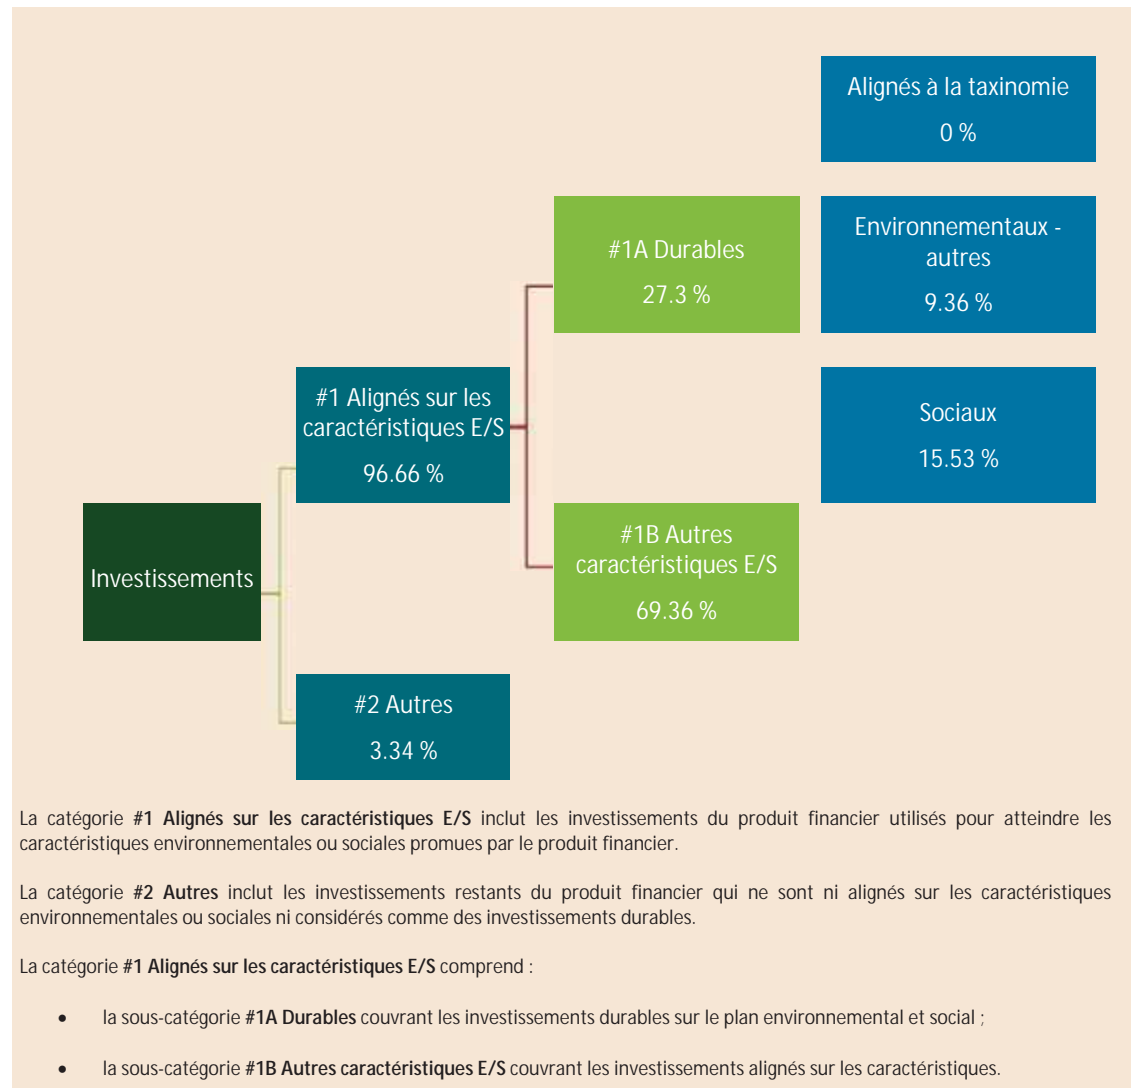 Alignés à la taxinomie
0 %
Environnementaux -
autres
9.36 %
#1A Durables
27.3 %
#1 Alignés sur les
caractéristiques E/S
96.66 %
Sociaux
15.53 %
Investissements
#1B Autres
caractéristiques E/S
69.36 %
#2 Autres
3.34 %
La catégorie #1 Alignés sur les caractéristiques E/S inclut les investissements du produit financier utilisés pour atteindre les
caractéristiques environnementales ou sociales promues par le produit financier.
La catégorie #2 Autres inclut les investissements restants du produit financier qui ne sont ni alignés sur les caractéristiques
environnementales ou sociales ni considérés comme des investissements durables.
La catégorie #1 Alignés sur les caractéristiques E/S comprend :
• la sous-catégorie #1A Durables couvrant les investissements durables sur le plan environnemental et social ;
• la sous-catégorie #1B Autres caractéristiques E/S couvrant les investissements alignés sur les caractéristiques.